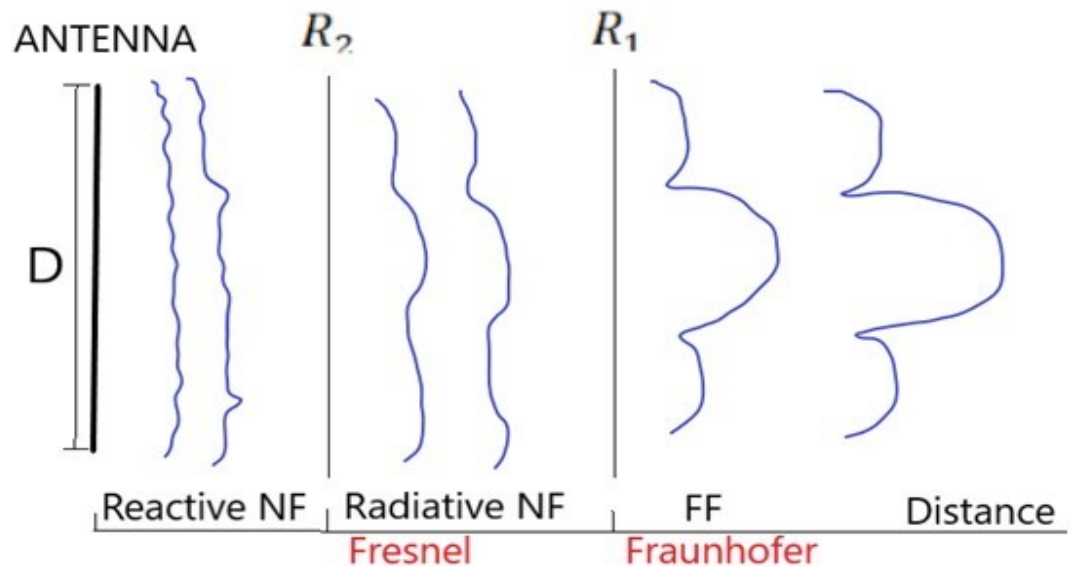 ANTENNA
R₂
R₁
D
Reactive NF
Radiative NF
FF
Distance
Fresnel
Fraunhofer